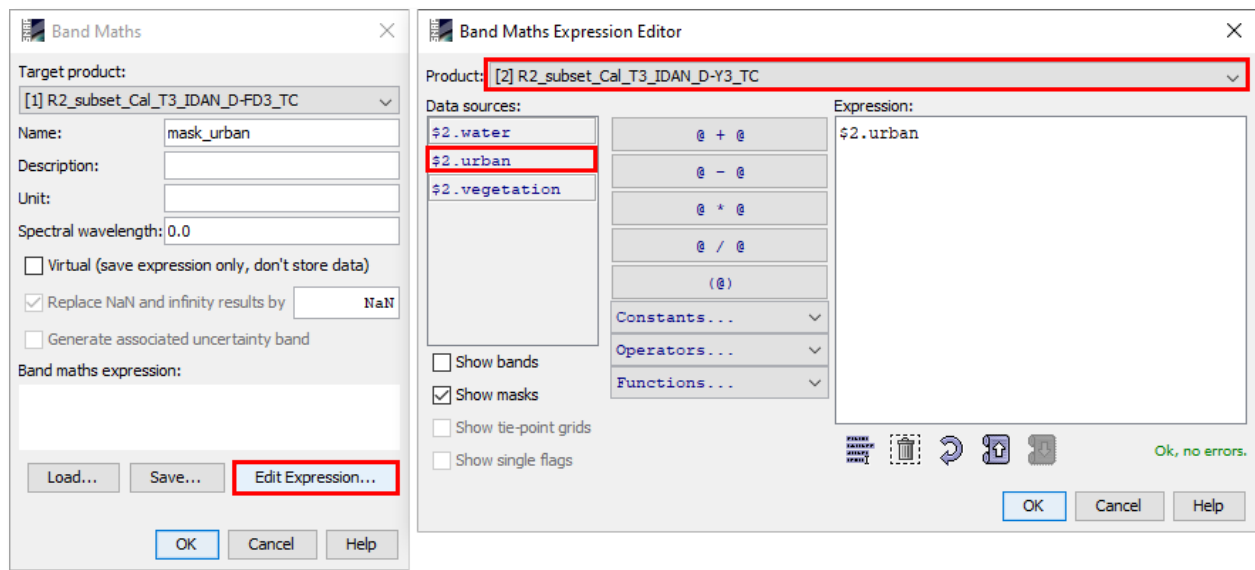 Band Maths
Target product:
[1] R2_subset_Cal_T3_IDAN_D-FD3_TC
Name: mask_urban
Description:
Unit:
Spectral wavelength: 0.0
Virtual (save expression only, don't store data)
Replace NaN and infinity results by NaN
Generate associated uncertainty band
Band maths expression:
Load... Save... Edit Expression...
OK Cancel Help
Band Maths Expression Editor
Product: [2] R2_subset_Cal_T3_IDAN_D-Y3_TC
Data sources:
$2.water
$2.urban
$2.vegetation
Show bands
Show masks
Show tie-point grids
Show single flags
@ + @
@ - @
@ * @
@ / @
(@)
Constants...
Operators...
Functions...
Expression:
$2.urban
Ok, no errors.
OK Cancel Help